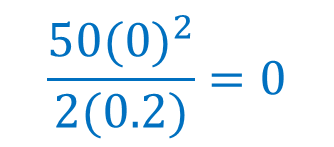 50(0)²
2(0.2)
= 0